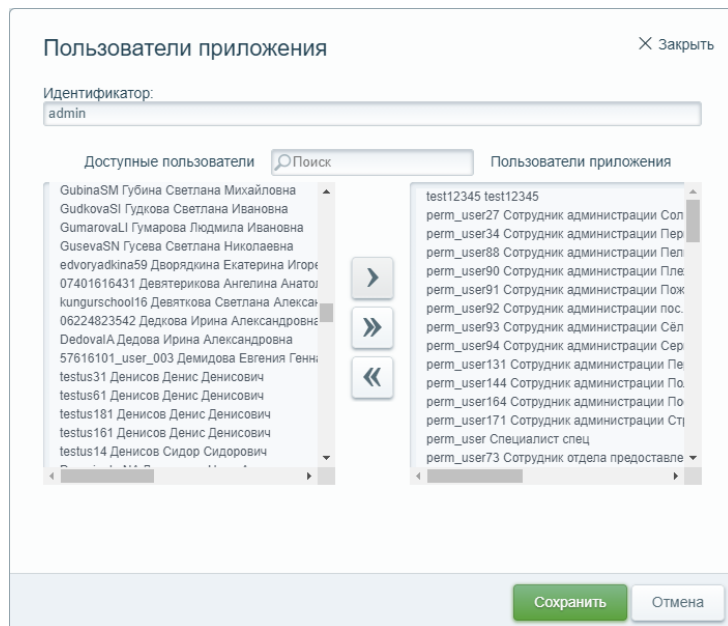 Пользователи приложения
Закрыть
Идентификатор:
admin
Доступные пользователи
Поиск
Пользователи приложения
GubinaSM Губина Светлана Михайловна
GudkovaSI Гудкова Светлана Ивановна
GumarovaLI Гумарова Людмила Ивановна
GusevaSN Гусева Светлана Николаевна
edvoryadkina59 Дворядкина Екатерина Игоре
07401616431 Девятерикова Ангелина Анатол
kungurschool16 Девяткова Светлана Алексан
06224823542 Дедкова Ирина Александровна
DedovaIA Дедова Ирина Александровна
57616101_user_003 Демидова Евгения Генна
testus31 Денисов Денис Денисович
testus61 Денисов Денис Денисович
testus181 Денисов Денис Денисович
testus161 Денисов Денис Денисович
testus14 Денисов Сидор Сидорович
test12345 test12345
perm_user27 Сотрудник администрации Сол
perm_user34 Сотрудник администрации Пер
perm_user88 Сотрудник администрации Пел
perm_user90 Сотрудник администрации Пле
perm_user91 Сотрудник администрации Пож
perm_user92 Сотрудник администрации пос.
perm_user93 Сотрудник администрации Сёл
perm_user94 Сотрудник администрации Сер
perm_user131 Сотрудник администрации Пе
perm_user144 Сотрудник администрации По
perm_user164 Сотрудник администрации По
perm_user171 Сотрудник администрации Ст
perm_user Специалист спец
perm_user73 Сотрудник отдела предоставле
Сохранить
Отмена